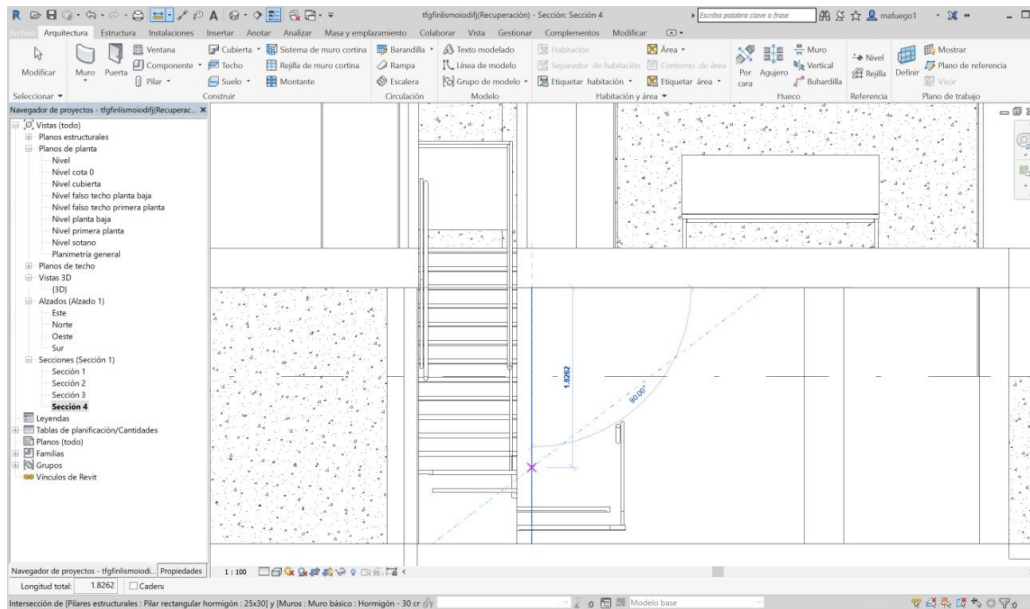 tfgfinlismoiodifj(Recuperación) - Sección: Sección 4
Escriba palabra clave o frase
mafuego1
Archivo Arquitectura Estructura Instalaciones Insertar Anotar Analizar Masa y emplazamiento Colaborar Vista Gestionar Complementos Modificar
Modificar
Muro
Puerta
Ventana
Componente
Pilar
Cubierta
Techo
Suelo
Sistema de muro cortina
Rejilla de muro cortina
Montante
Barandilla
Rampa
Escalera
Texto modelado
Línea de modelo
Grupo de modelo
Habitación
Separador de habitación
Etiquetar habitación
Área
Contorno de área
Etiquetar área
Por cara
Agujero
Muro
Vertical
Buhardilla
Nivel
Rejilla
Definir
Mostrar
Plano de referencia
Visor
Seleccionar Construir Circulación Modelo Habitación y área Hueco Referencia Plano de trabajo
Navegador de proyectos - tfgfinlismoiodifj(Recuperac...
Vistas (todo)
Planos estructurales
Planos de planta
Nivel
Nivel cota 0
Nivel cubierta
Nivel falso techo planta baja
Nivel falso techo primera planta
Nivel planta baja
Nivel primera planta
Nivel sotano
Planimetría general
Planos de techo
Vistas 3D
{3D}
Alzados (Alzado 1)
Este
Norte
Oeste
Sur
Secciones (Sección 1)
Sección 1
Sección 2
Sección 3
Sección 4
Leyendas
Tablas de planificación/Cantidades
Planos (todo)
Familias
Grupos
Vínculos de Revit
1.8262
90.00°
Navegador de proyectos - tfgfinlismoiodi... Propiedades
1 : 100
Longitud total: 1.8262 Cadena
Intersección de [Pilares estructurales : Pilar rectangular hormigón : 25x30] y [Muros : Muro básico : Hormigón - 30 cm
:0 Modelo base
:0